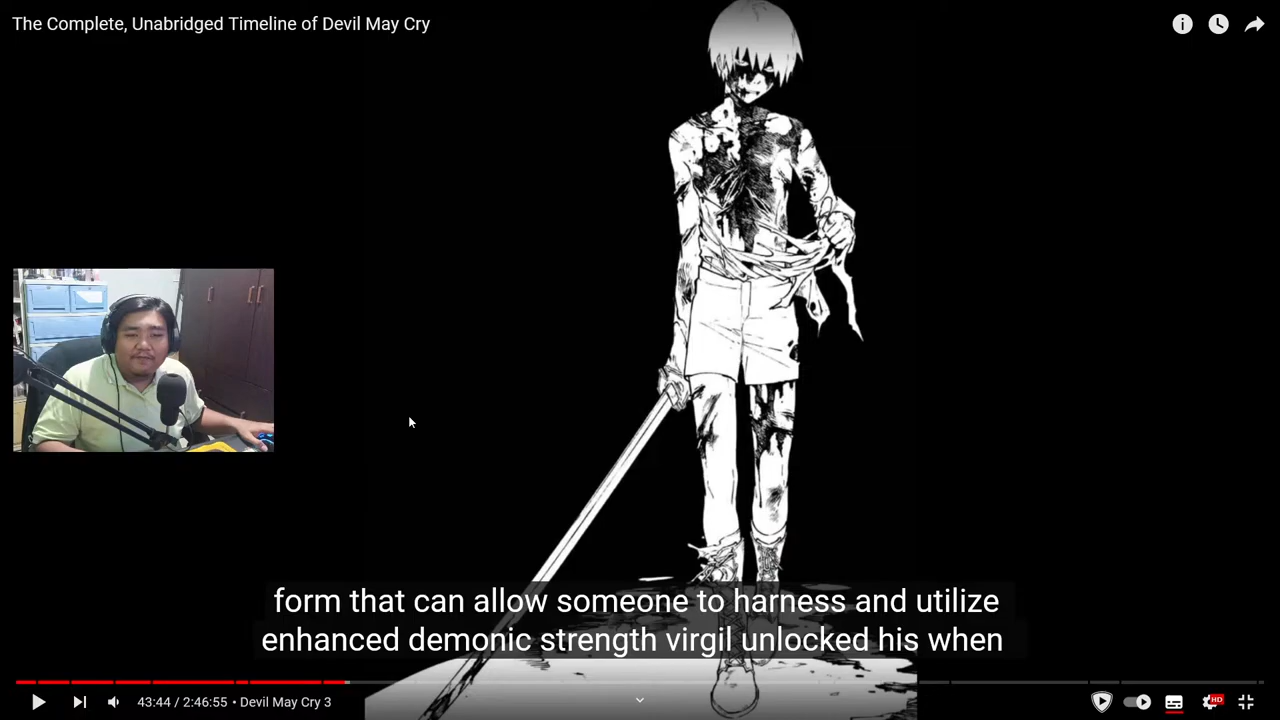 The Complete, Unabridged Timeline of Devil May Cry
form that can allow someone to harness and utilize
enhanced demonic strength virgil unlocked his when
43:44 / 2:46:55 • Devil May Cry 3
HD